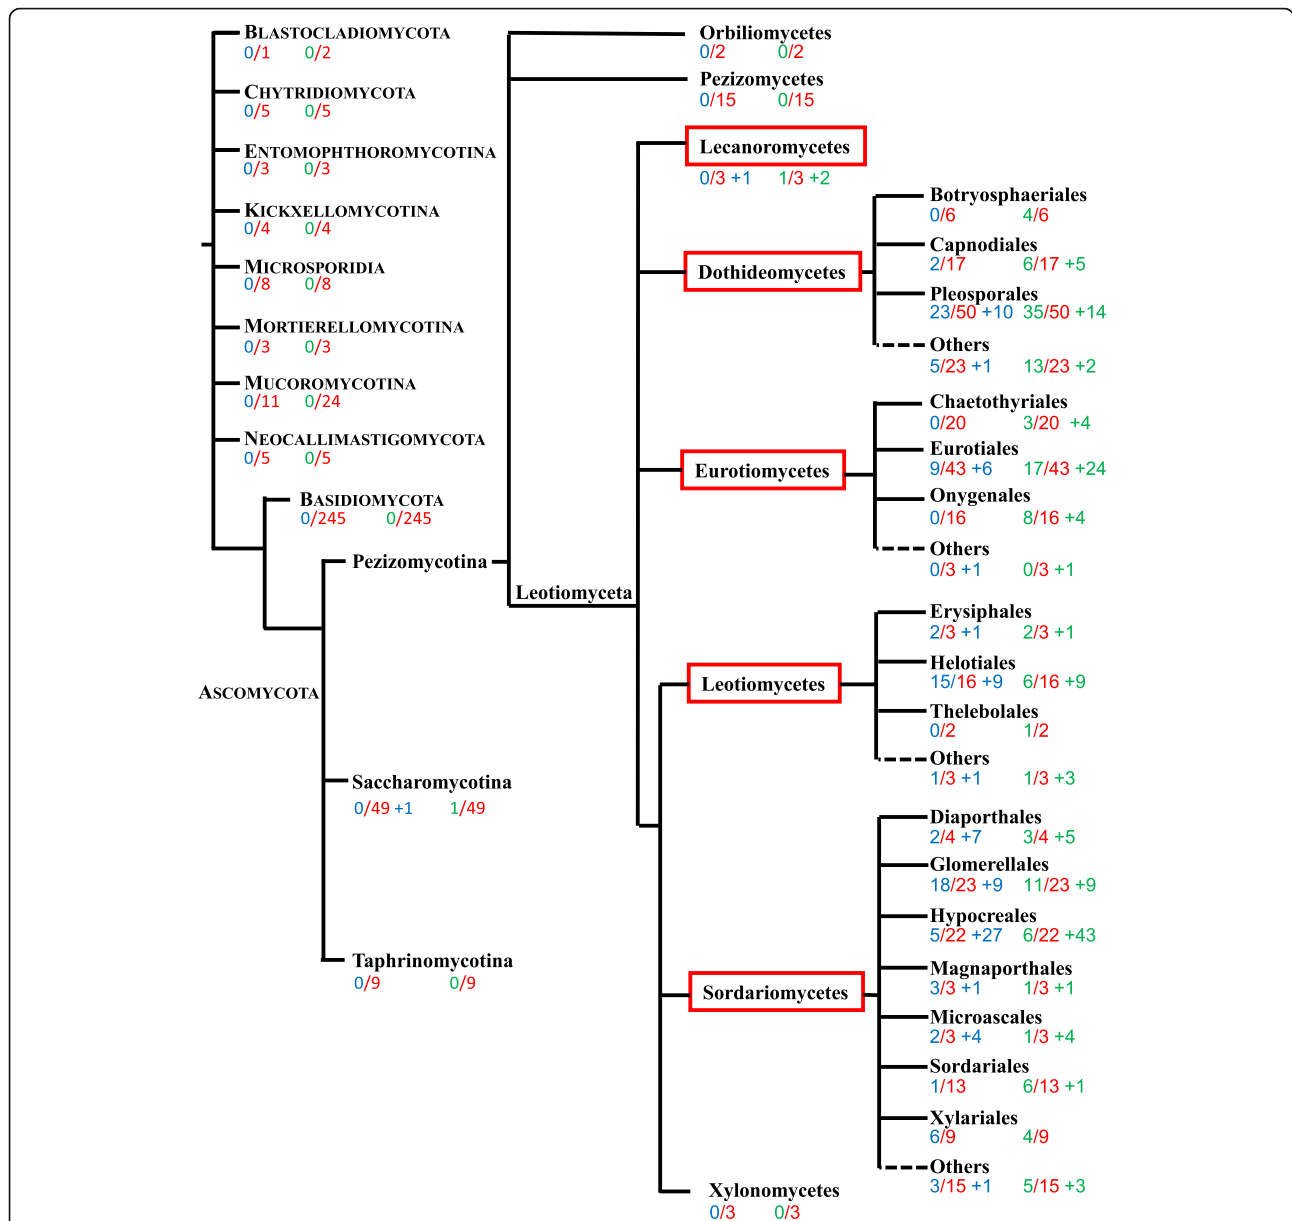 BLASTOCLADIOMYCOTA
0/1 0/2
CHYTRIDIOMYCOTA
0/5 0/5
ENTOMOPHTHOROMYCOTINA
0/3 0/3
KICKXELLOMYCOTINA
0/4 0/4
MICROSPORIDIA
0/8 0/8
MORTIERELLOMYCOTINA
0/3 0/3
MUCOROMYCOTINA
0/11 0/24
NEOCALLIMASTIGOMYCOTA
0/5 0/5
BASIDIOMYCOTA
0/245 0/245
ASCOMYCOTA
Pezizomycotina
Saccharomycotina
0/49 +1 1/49
Taphrinomycotina
0/9 0/9
Leotiomyceta
Orbiliomycetes
0/2 0/2
Pezizomycetes
0/15 0/15
Lecanoromycetes
0/3 +1 1/3 +2
Dothideomycetes
Botryosphaeriales
0/6 4/6
Capnodiales
2/17 6/17 +5
Pleosporales
23/50 +10 35/50 +14
Others
5/23 +1 13/23 +2
Eurotiomycetes
Chaetothyriales
0/20 3/20 +4
Eurotiales
9/43 +6 17/43 +24
Onygenales
0/16 8/16 +4
Others
0/3 +1 0/3 +1
Leotiomycetes
Erysiphales
2/3 +1 2/3 +1
Helotiales
15/16 +9 6/16 +9
Thelebolales
0/2 1/2
Others
1/3 +1 1/3 +3
Sordariomycetes
Diaporthales
2/4 +7 3/4 +5
Glomerellales
18/23 +9 11/23 +9
Hypocreales
5/22 +27 6/22 +43
Magnaporthales
3/3 +1 1/3 +1
Microascales
2/3 +4 1/3 +4
Sordariales
1/13 6/13 +1
Xylariales
6/9 4/9
Others
3/15 +1 5/15 +3
Xylonomycetes
0/3 0/3